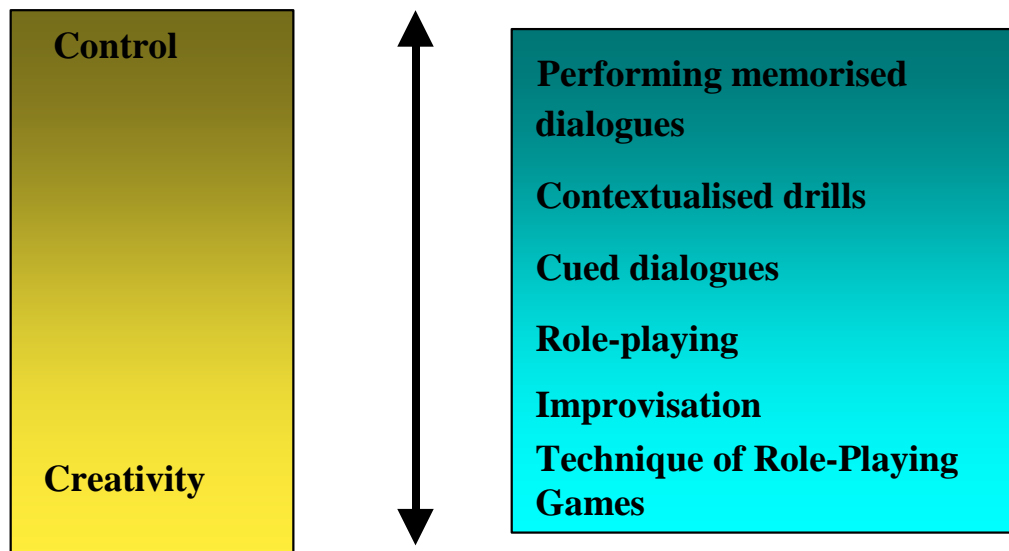 Control
Creativity
Performing memorised
dialogues
Contextualised drills
Cued dialogues
Role-playing
Improvisation
Technique of Role-Playing
Games